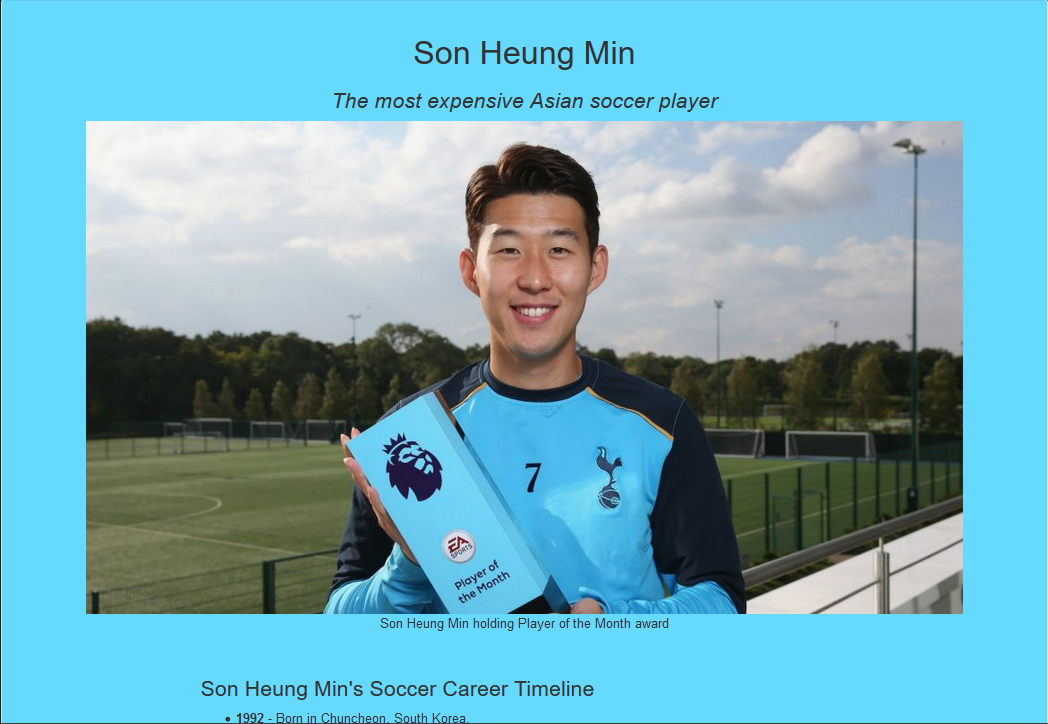 Son Heung Min
The most expensive Asian soccer player
7
EA
SPORTS
Player of
the Month
Son Heung Min holding Player of the Month award
Son Heung Min's Soccer Career Timeline
• 1992 - Born in Chuncheon, South Korea.